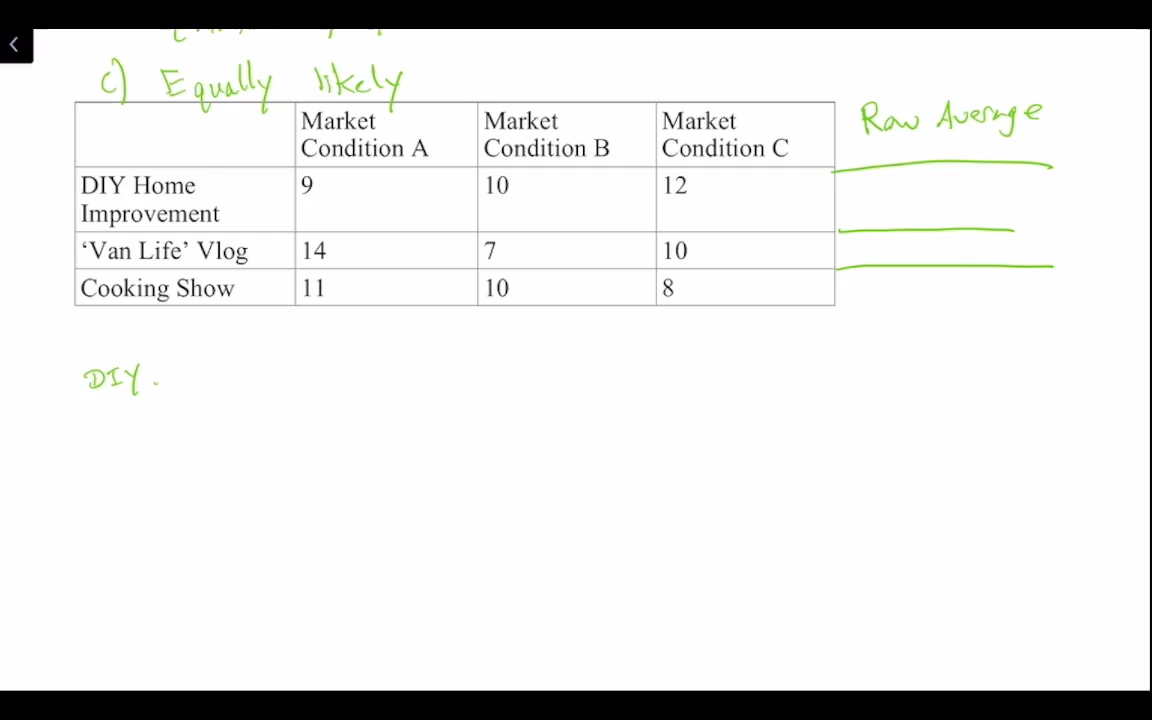 c) Equally likely
Row Average
Market Condition A
Market Condition B
Market Condition C
DIY Home Improvement
9
10
12
‘Van Life’ Vlog
14
7
10
Cooking Show
11
10
8
DIY.